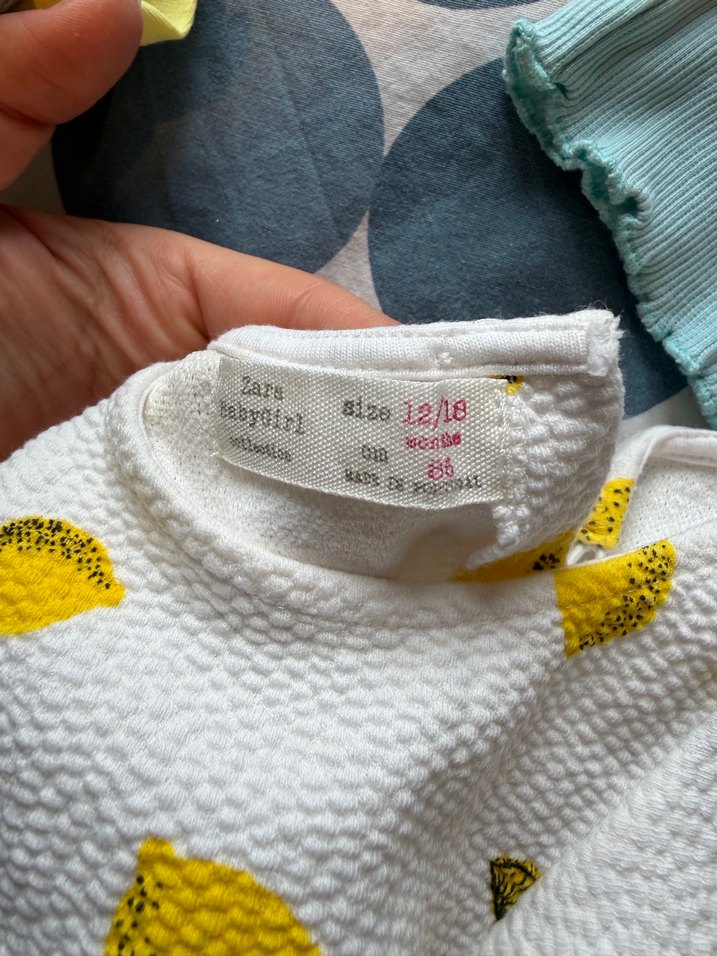 Zara
BabyGirl
collection
size 12/18
months
cm 86
MADE IN PORTUGAL